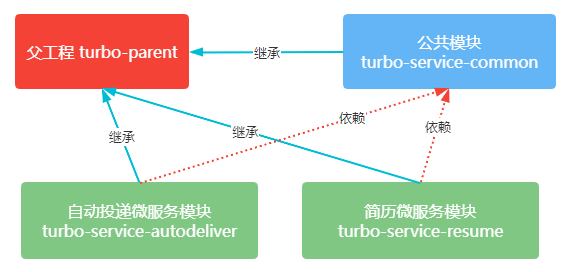 父工程 turbo-parent
继承
公共模块
turbo-service-common
继承
继承
依赖
依赖
自动投递微服务模块
turbo-service-autodeliver
简历微服务模块
turbo-service-resume